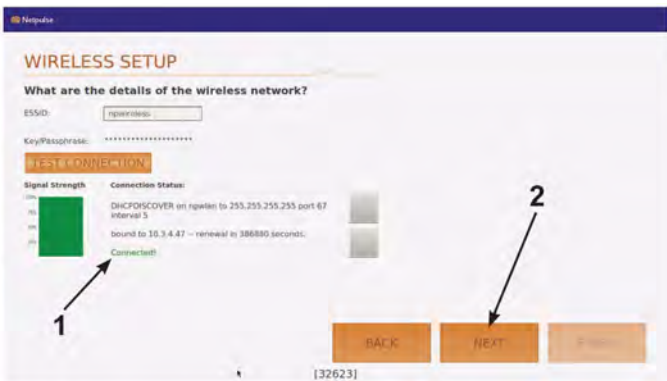 Netpulse
WIRELESS SETUP
What are the details of the wireless network?
ESSID:
npwireless
Key/Passphrase: ********************
TEST CONNECTION
Signal Strength Connection Status:
DHCPDISCOVER on npwlan to 255.255.255.255 port 67
interval 5
bound to 10.3.4.47 -- renewal in 386880 seconds.
Connected!
1
2
BACK NEXT
[32623]